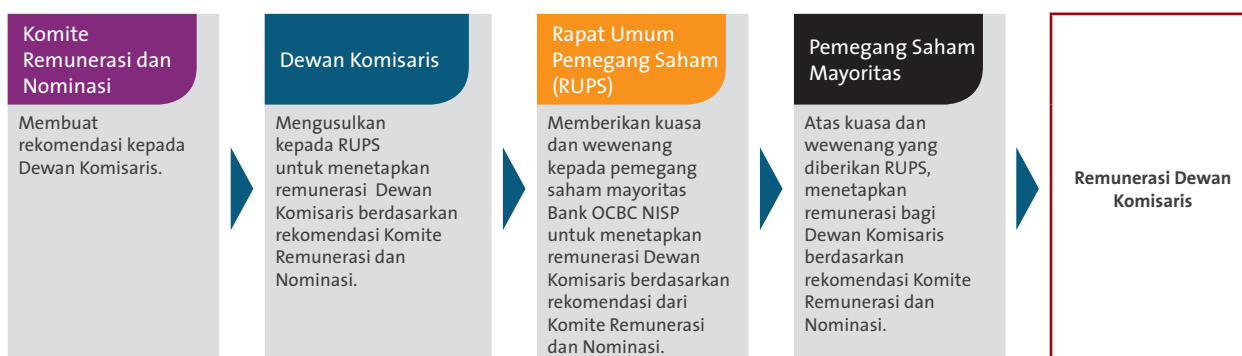 Komite
Remunerasi dan
Nominasi
Membuat
rekomendasi kepada
Dewan Komisaris.
Dewan Komisaris
Mengusulkan
kepada RUPS
untuk menetapkan
remunerasi Dewan
Komisaris berdasarkan
rekomendasi Komite
Remunerasi dan
Nominasi.
Rapat Umum
Pemegang Saham
(RUPS)
Memberikan kuasa
dan wewenang
kepada pemegang
saham mayoritas
Bank OCBC NISP
untuk menetapkan
remunerasi Dewan
Komisaris berdasarkan
rekomendasi dari
Komite Remunerasi
dan Nominasi.
Pemegang Saham
Mayoritas
Atas kuasa dan
wewenang yang
diberikan RUPS,
menetapkan
remunerasi bagi
Dewan Komisaris
berdasarkan
rekomendasi Komite
Remunerasi dan
Nominasi.
Remunerasi Dewan
Komisaris